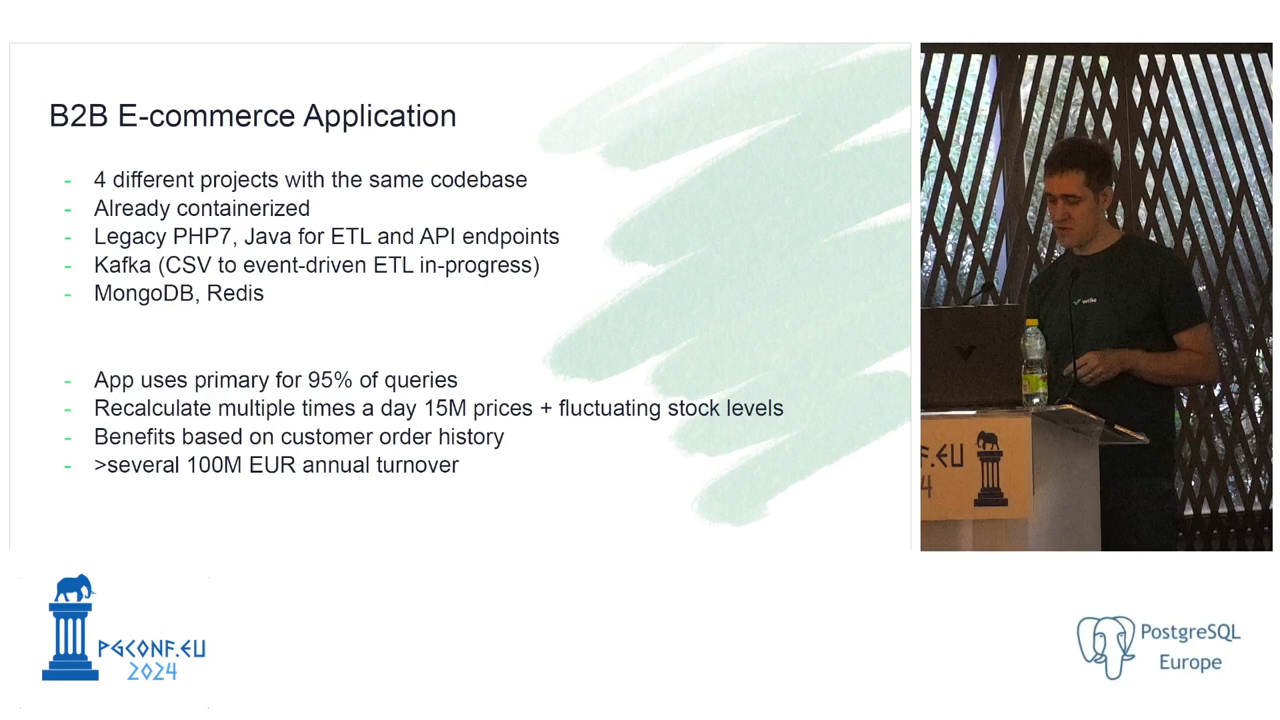 B2B E-commerce Application
- 4 different projects with the same codebase
- Already containerized
- Legacy PHP7, Java for ETL and API endpoints
- Kafka (CSV to event-driven ETL in-progress)
- MongoDB, Redis
- App uses primary for 95% of queries
- Recalculate multiple times a day 15M prices + fluctuating stock levels
- Benefits based on customer order history
- >several 100M EUR annual turnover
wrike
F.EU
4
PGCONF.EU
2024
PostgreSQL
Europe